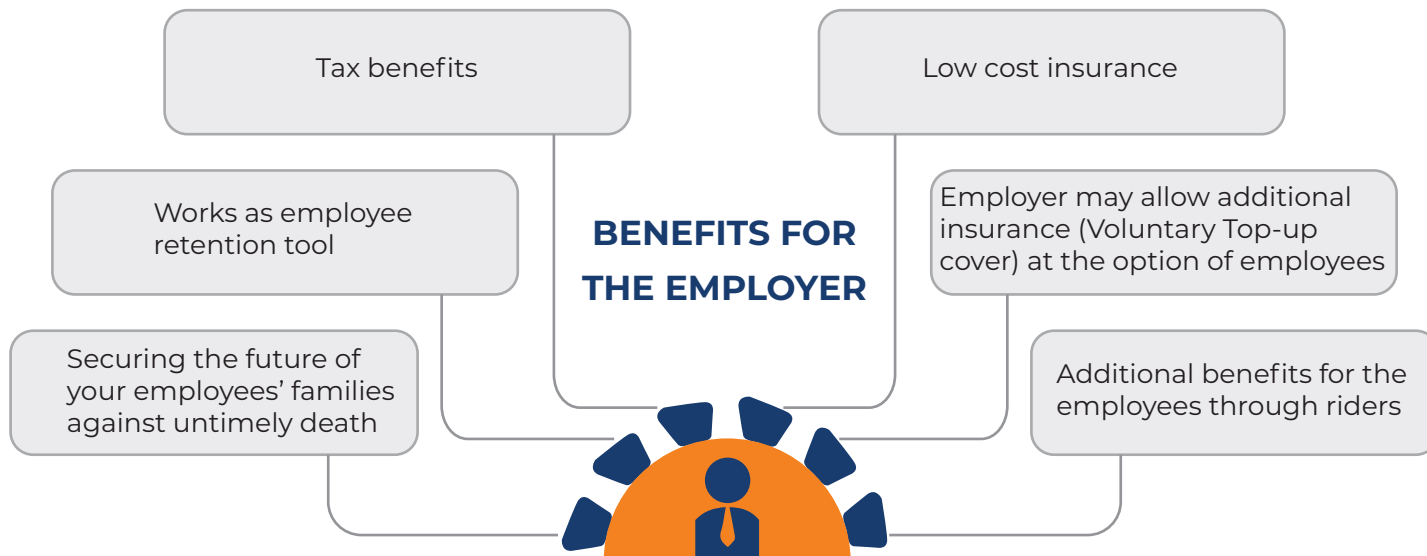 Tax benefits
Low cost insurance
Works as employee
retention tool
BENEFITS FOR
THE EMPLOYER
Employer may allow additional
insurance (Voluntary Top-up
cover) at the option of employees
Securing the future of
your employees’ families
against untimely death
Additional benefits for the
employees through riders